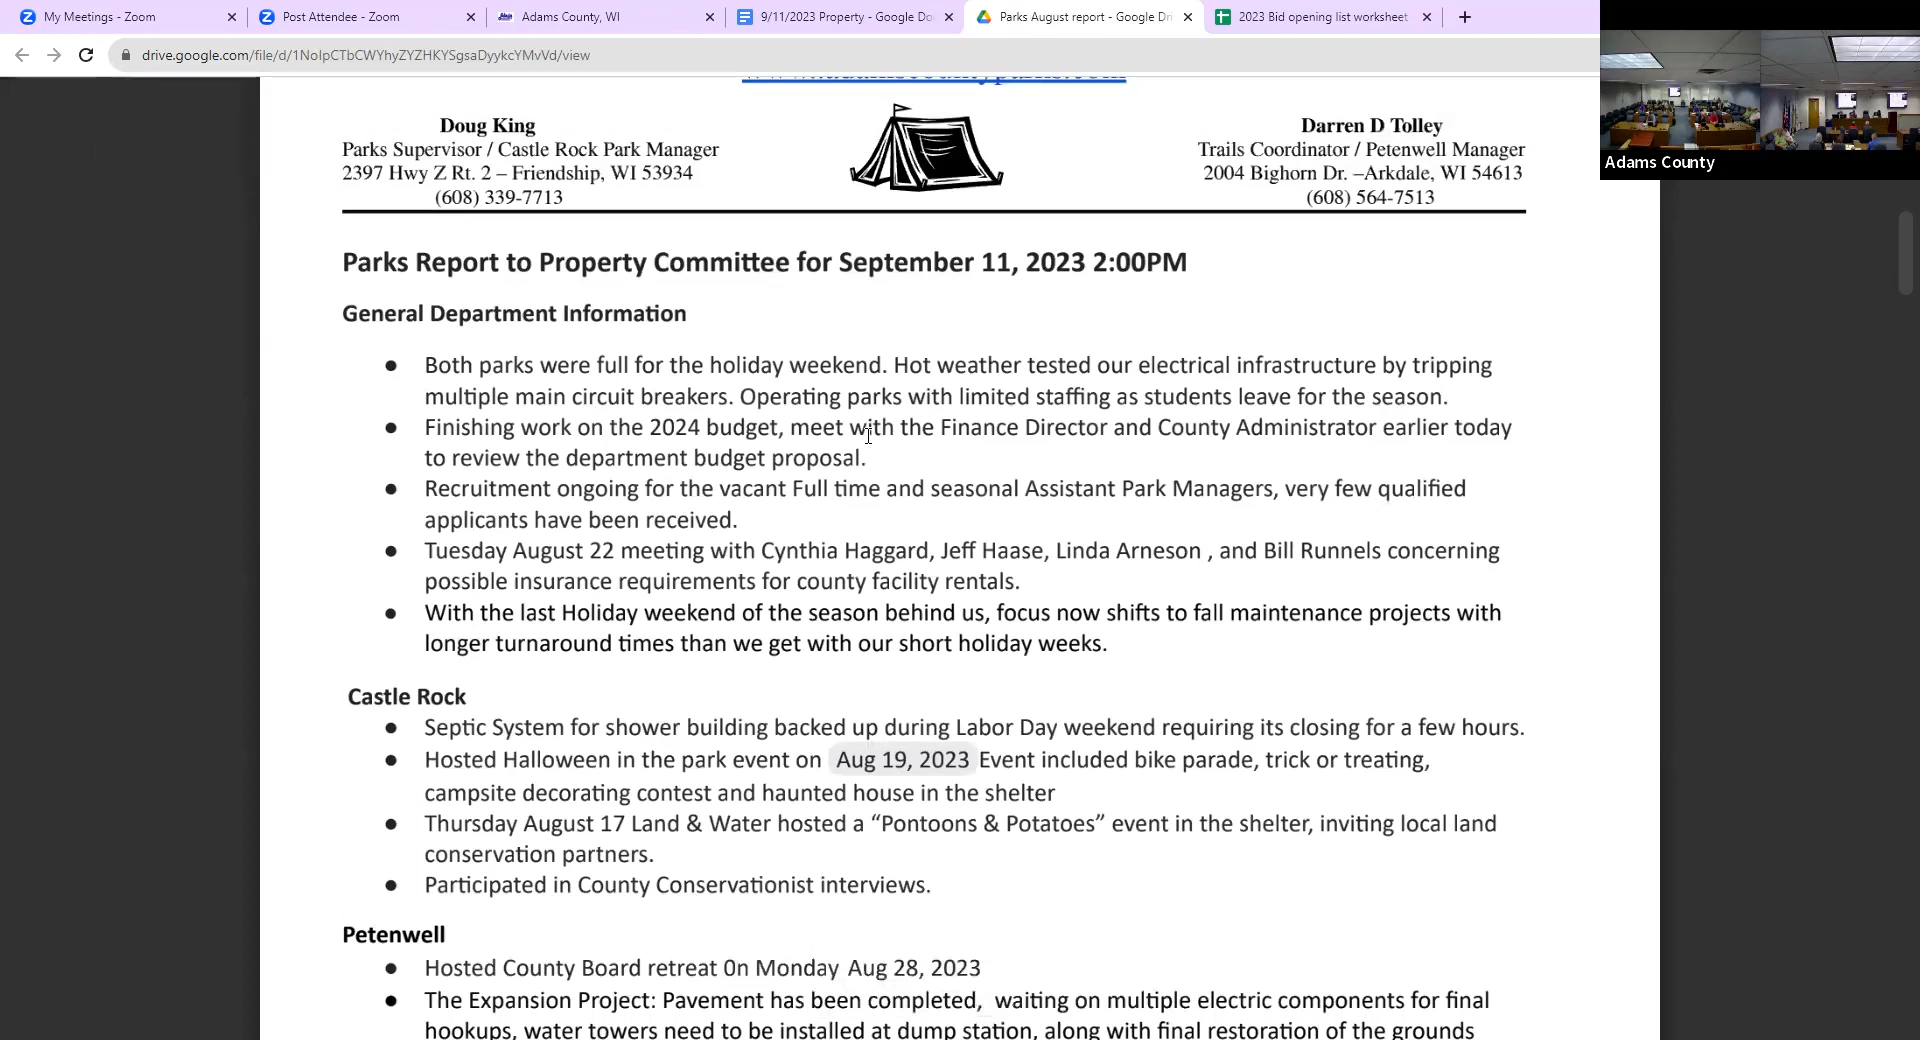 My Meetings - Zoom
Post Attendee - Zoom
Adams County, WI
9/11/2023 Property - Google Do
Parks August report - Google Dri
2023 Bid opening list worksheet
drive.google.com/file/d/1NoIpCTbCWYhyZYZHKYSgsaDyykcYMvVd/view
Adams County
Doug King
Parks Supervisor / Castle Rock Park Manager
2397 Hwy Z Rt. 2 – Friendship, WI 53934
(608) 339-7713
Darren D Tolley
Trails Coordinator / Petenwell Manager
2004 Bighorn Dr. –Arkdale, WI 54613
(608) 564-7513
Parks Report to Property Committee for September 11, 2023 2:00PM
General Department Information
● Both parks were full for the holiday weekend. Hot weather tested our electrical infrastructure by tripping
multiple main circuit breakers. Operating parks with limited staffing as students leave for the season.
● Finishing work on the 2024 budget, meet with the Finance Director and County Administrator earlier today
to review the department budget proposal.
● Recruitment ongoing for the vacant Full time and seasonal Assistant Park Managers, very few qualified
applicants have been received.
● Tuesday August 22 meeting with Cynthia Haggard, Jeff Haase, Linda Arneson , and Bill Runnels concerning
possible insurance requirements for county facility rentals.
● With the last Holiday weekend of the season behind us, focus now shifts to fall maintenance projects with
longer turnaround times than we get with our short holiday weeks.
Castle Rock
● Septic System for shower building backed up during Labor Day weekend requiring its closing for a few hours.
● Hosted Halloween in the park event on Aug 19, 2023 Event included bike parade, trick or treating,
campsite decorating contest and haunted house in the shelter
● Thursday August 17 Land & Water hosted a “Pontoons & Potatoes” event in the shelter, inviting local land
conservation partners.
● Participated in County Conservationist interviews.
Petenwell
● Hosted County Board retreat 0n Monday Aug 28, 2023
● The Expansion Project: Pavement has been completed, waiting on multiple electric components for final
hookups, water towers need to be installed at dump station, along with final restoration of the grounds